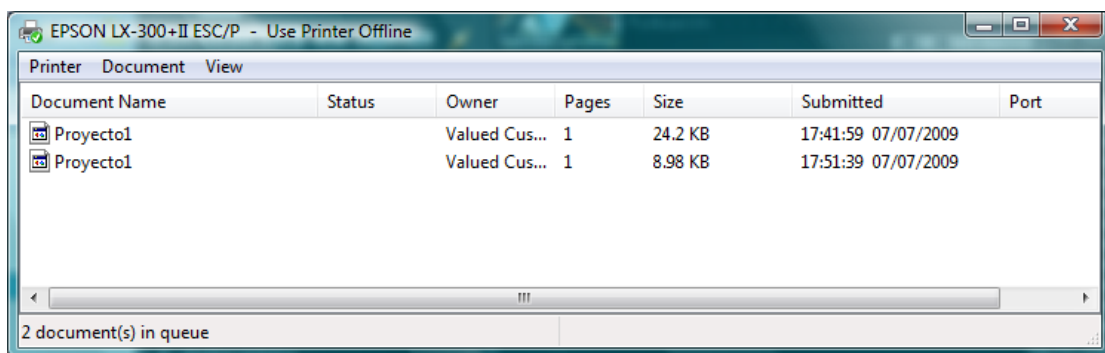 EPSON LX-300+II ESC/P - Use Printer Offline
Printer Document View
Document Name Status Owner Pages Size Submitted Port
Proyecto1 Valued Cus... 1 24.2 KB 17:41:59 07/07/2009
Proyecto1 Valued Cus... 1 8.98 KB 17:51:39 07/07/2009
2 document(s) in queue